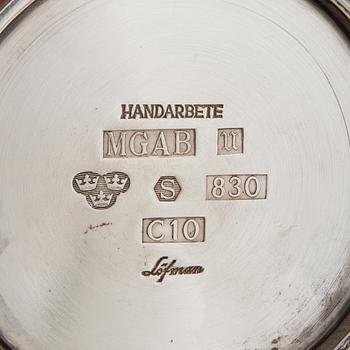 HANDARBETE
MGAB u
S 830
C10
Löfman